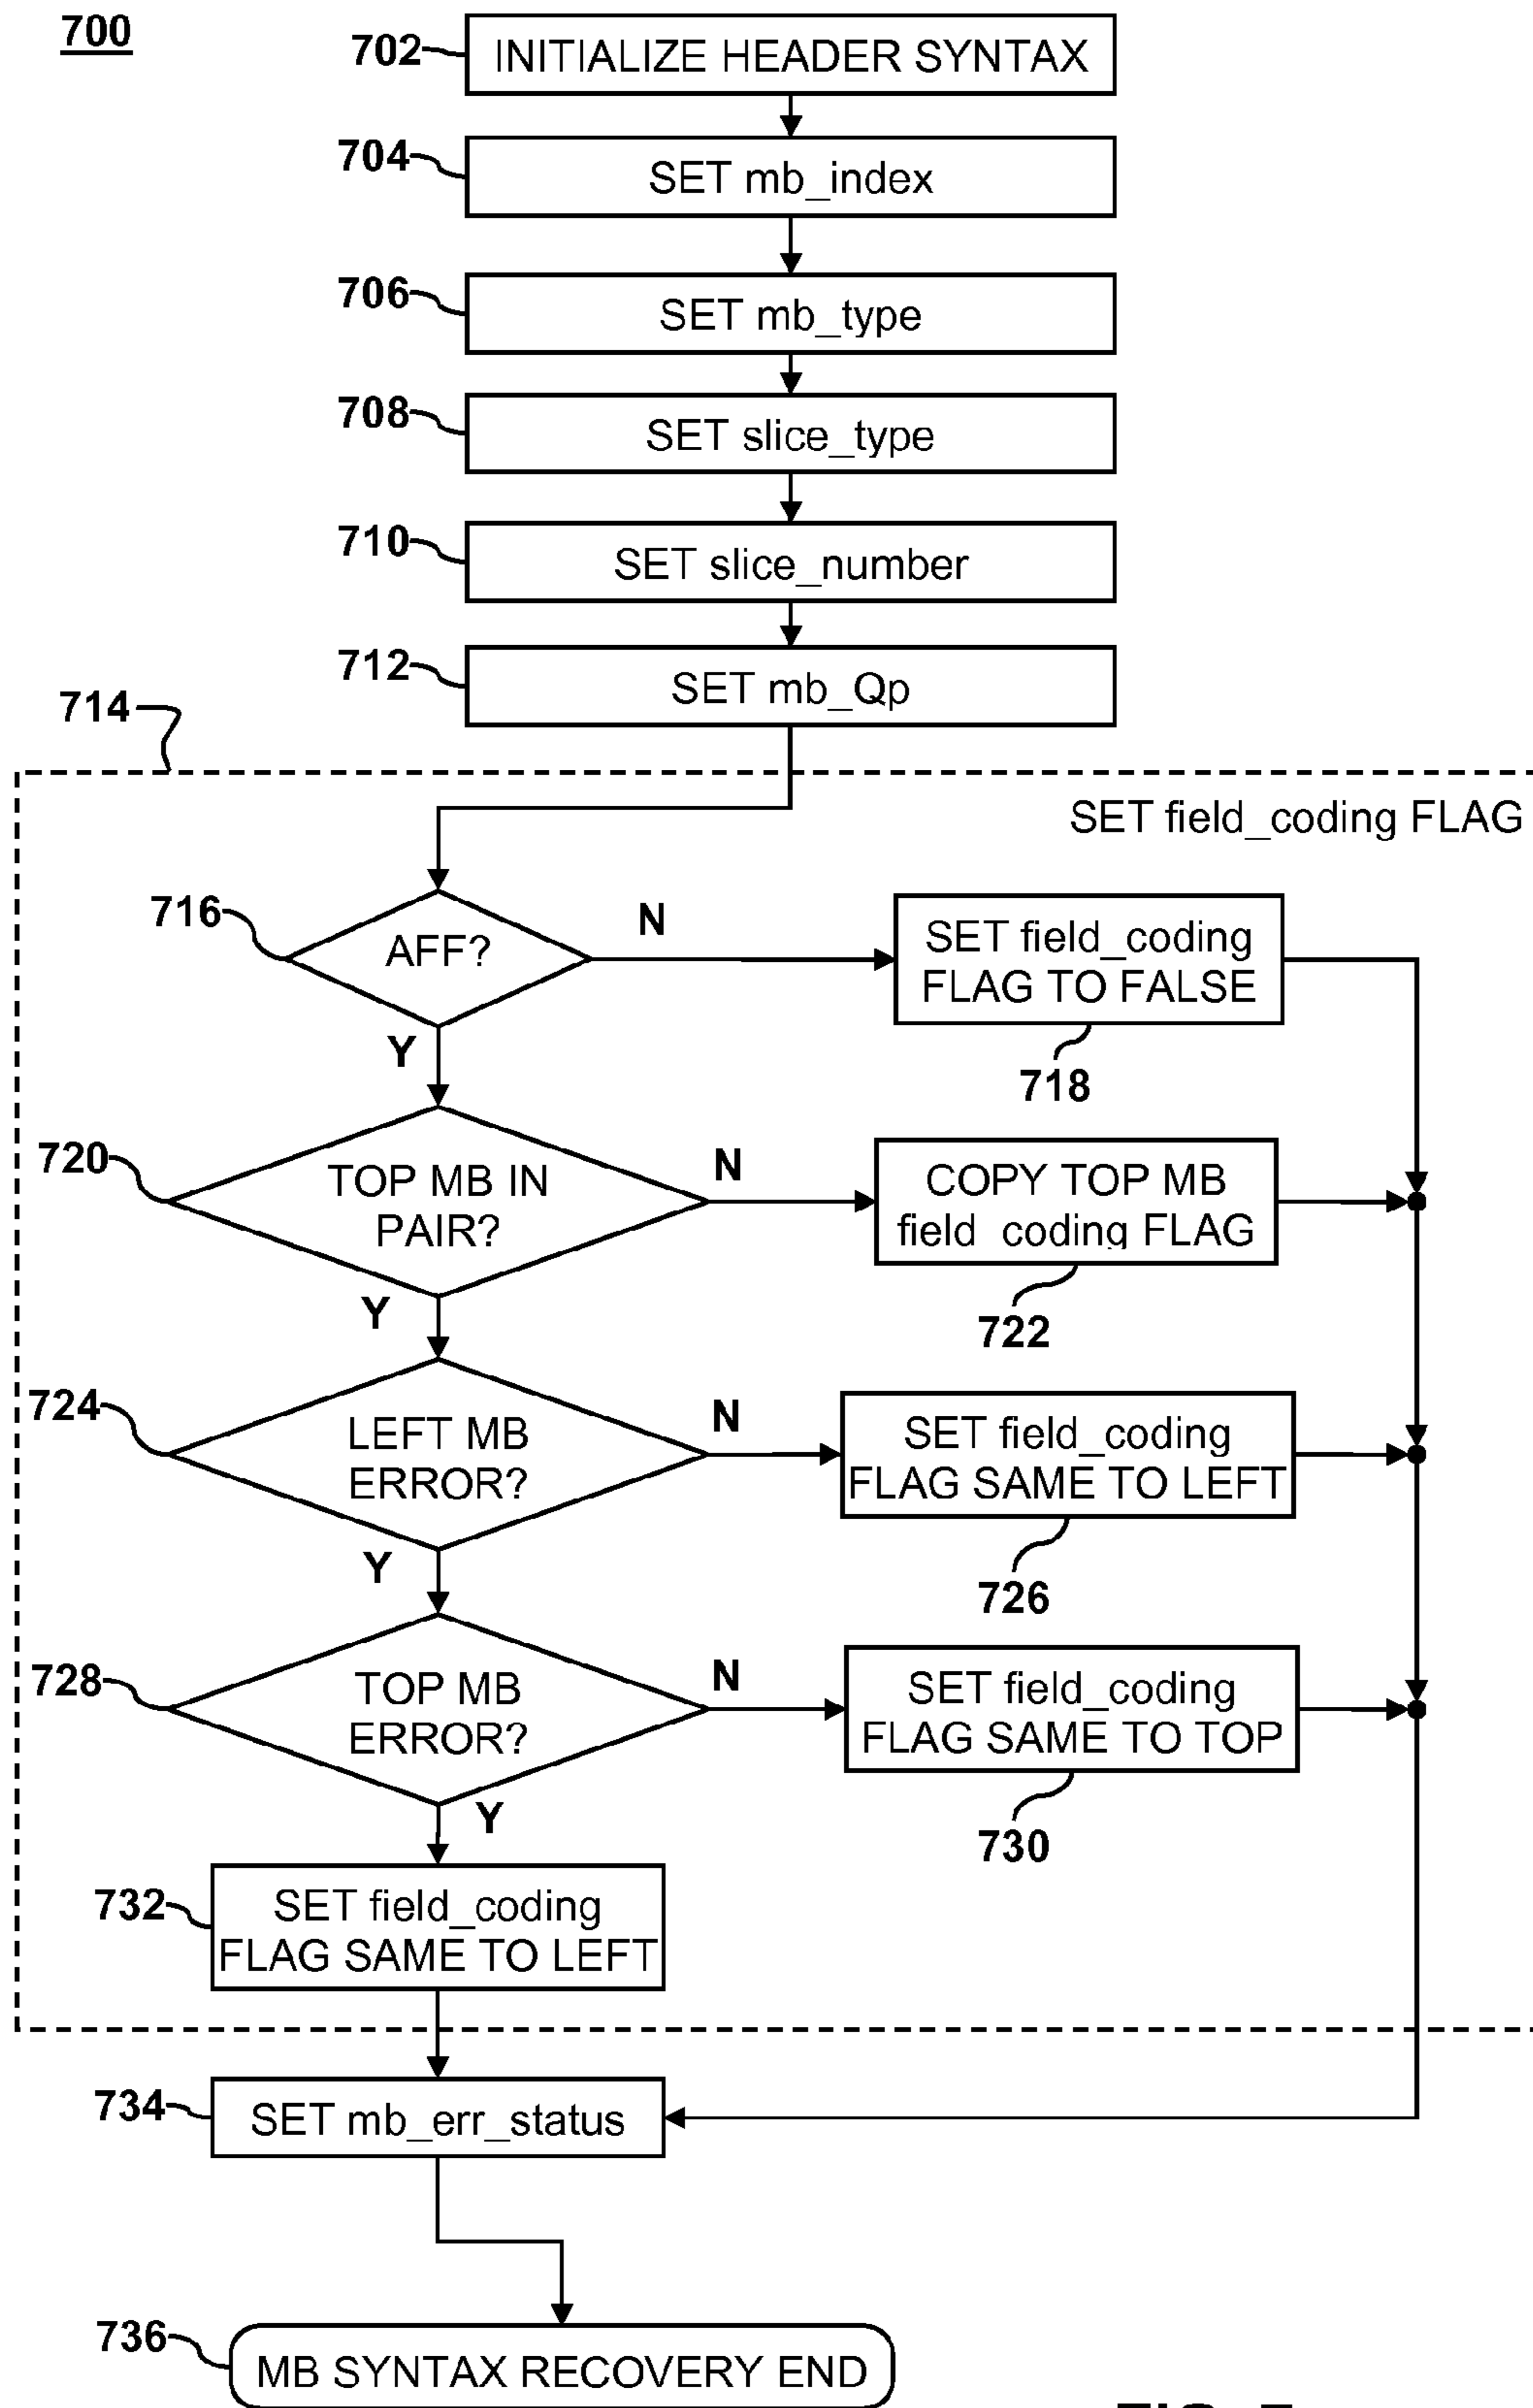 700
702
INITIALIZE HEADER SYNTAX
704
SET mb_index
706
SET mb_type
708
SET slice_type
710
SET slice_number
712
SET mb_Qp
714
SET field_coding FLAG
716
AFF?
N
SET field_coding
FLAG TO FALSE
718
Y
720
TOP MB IN
PAIR?
N
COPY TOP MB
field_coding FLAG
722
Y
724
LEFT MB
ERROR?
N
SET field_coding
FLAG SAME TO LEFT
726
Y
728
TOP MB
ERROR?
N
SET field_coding
FLAG SAME TO TOP
730
Y
732
SET field_coding
FLAG SAME TO LEFT
734
SET mb_err_status
736
MB SYNTAX RECOVERY END